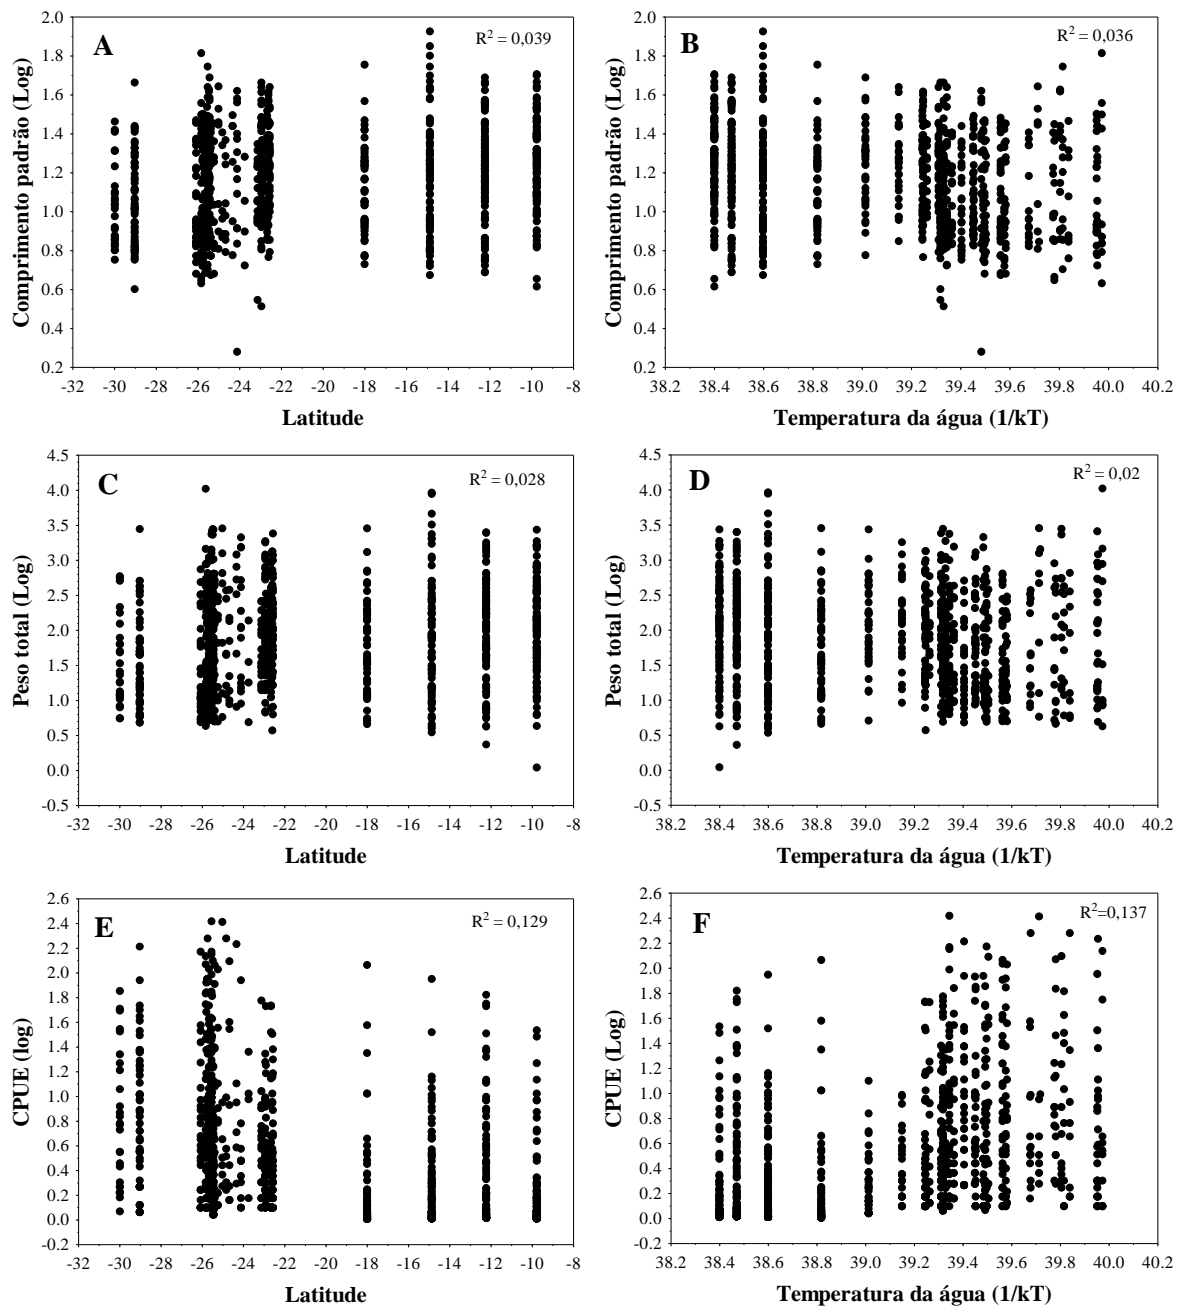 A
R² = 0,039
Comprimento padrão (Log)
2.0
1.8
1.6
1.4
1.2
1.0
0.8
0.6
0.4
0.2
-32 -30 -28 -26 -24 -22 -20 -18 -16 -14 -12 -10 -8
Latitude
B
R² = 0,036
Comprimento padrão (Log)
2.0
1.8
1.6
1.4
1.2
1.0
0.8
0.6
0.4
0.2
38.2 38.4 38.6 38.8 39.0 39.2 39.4 39.6 39.8 40.0 40.2
Temperatura da água (1/kT)
C
R² = 0,028
Peso total (Log)
4.5
4.0
3.5
3.0
2.5
2.0
1.5
1.0
0.5
0.0
-0.5
-32 -30 -28 -26 -24 -22 -20 -18 -16 -14 -12 -10 -8
Latitude
D
R² = 0,02
Peso total (Log)
4.5
4.0
3.5
3.0
2.5
2.0
1.5
1.0
0.5
0.0
-0.5
38.2 38.4 38.6 38.8 39.0 39.2 39.4 39.6 39.8 40.0 40.2
Temperatura da água (1/kT)
E
R² = 0,129
CPUE (log)
2.6
2.4
2.2
2.0
1.8
1.6
1.4
1.2
1.0
0.8
0.6
0.4
0.2
0.0
-0.2
-32 -30 -28 -26 -24 -22 -20 -18 -16 -14 -12 -10 -8
Latitude
F
R²=0,137
CPUE (Log)
2.6
2.4
2.2
2.0
1.8
1.6
1.4
1.2
1.0
0.8
0.6
0.4
0.2
0.0
-0.2
38.2 38.4 38.6 38.8 39.0 39.2 39.4 39.6 39.8 40.0 40.2
Temperatura da água (1/kT)